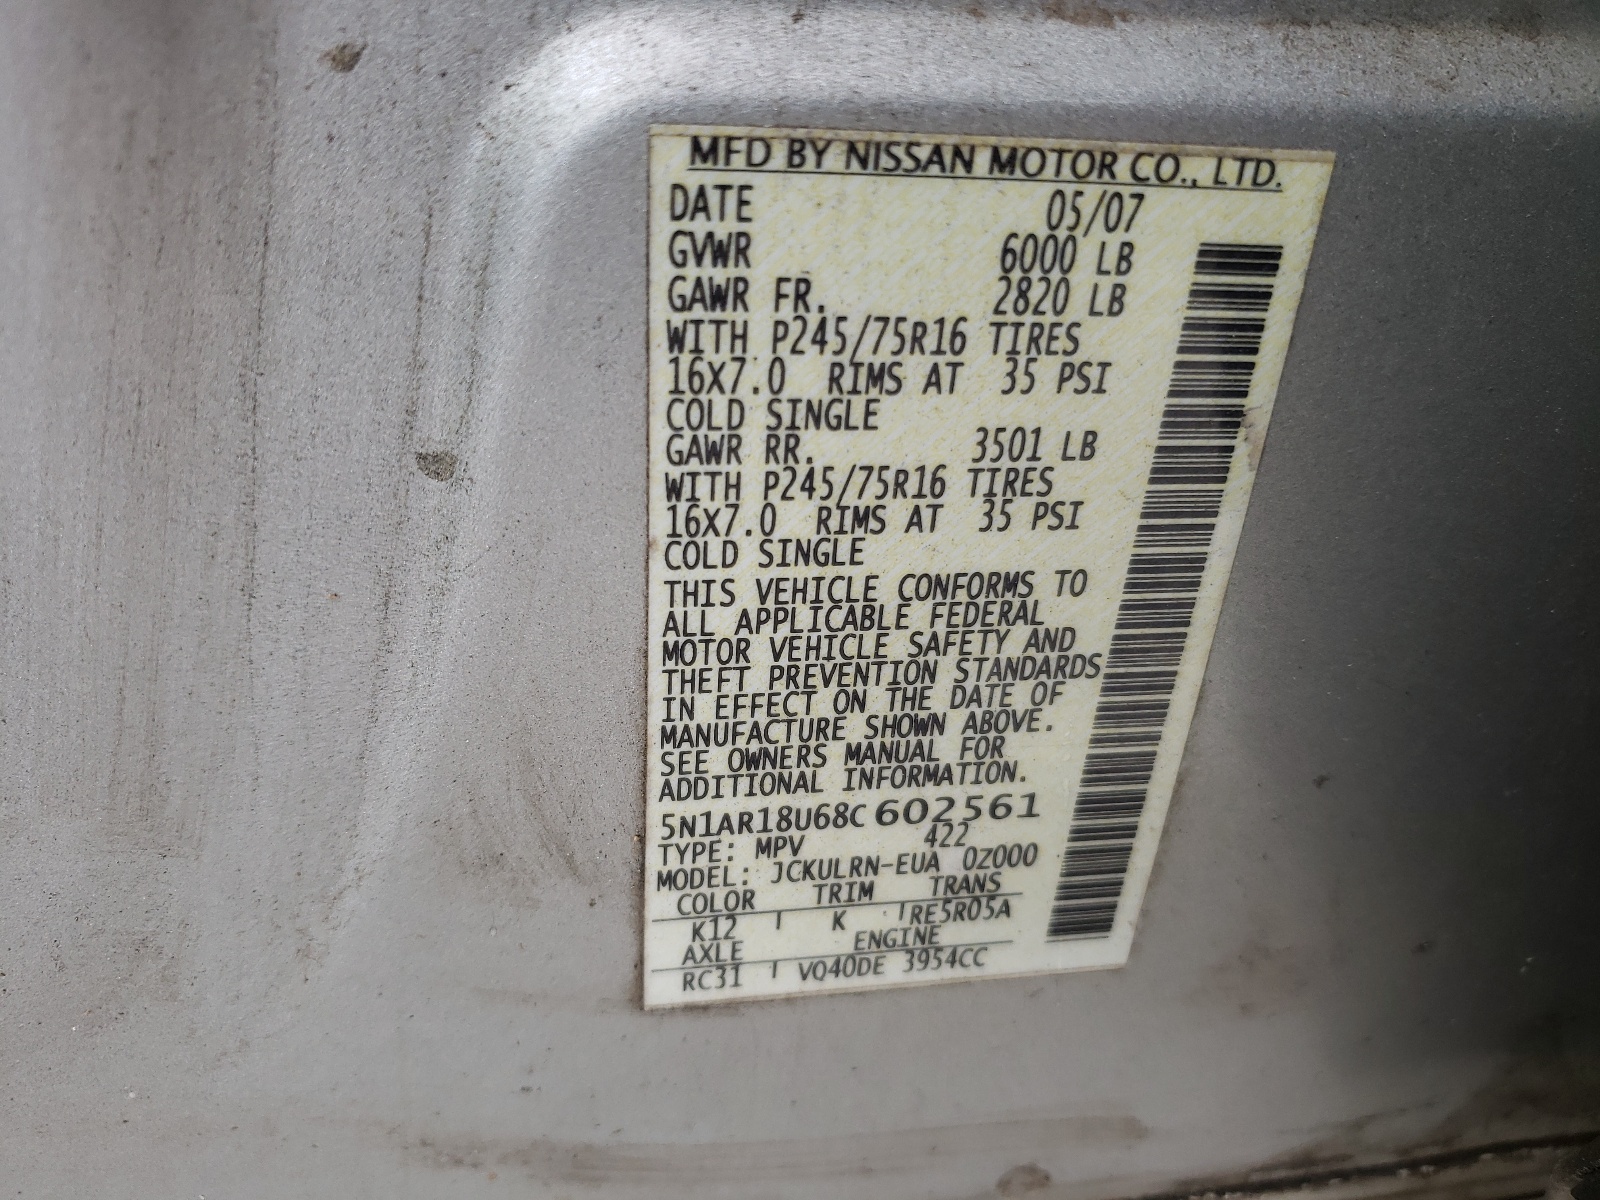 MFD BY NISSAN MOTOR CO., LTD.
DATE 05/07
GVWR 6000 LB
GAWR FR. 2820 LB
WITH P245/75R16 TIRES
16X7.0 RIMS AT 35 PSI
COLD SINGLE
GAWR RR. 3501 LB
WITH P245/75R16 TIRES
16X7.0 RIMS AT 35 PSI
COLD SINGLE
THIS VEHICLE CONFORMS TO
ALL APPLICABLE FEDERAL
MOTOR VEHICLE SAFETY AND
THEFT PREVENTION STANDARDS
IN EFFECT ON THE DATE OF
MANUFACTURE SHOWN ABOVE.
SEE OWNERS MANUAL FOR
ADDITIONAL INFORMATION.
5N1AR18U68C602561
TYPE: MPV 422
MODEL: JCKULRN-EUA 0Z000
COLOR TRIM TRANS
K12 K RE5R05A
AXLE ENGINE
RC31 VQ40DE 3954CC